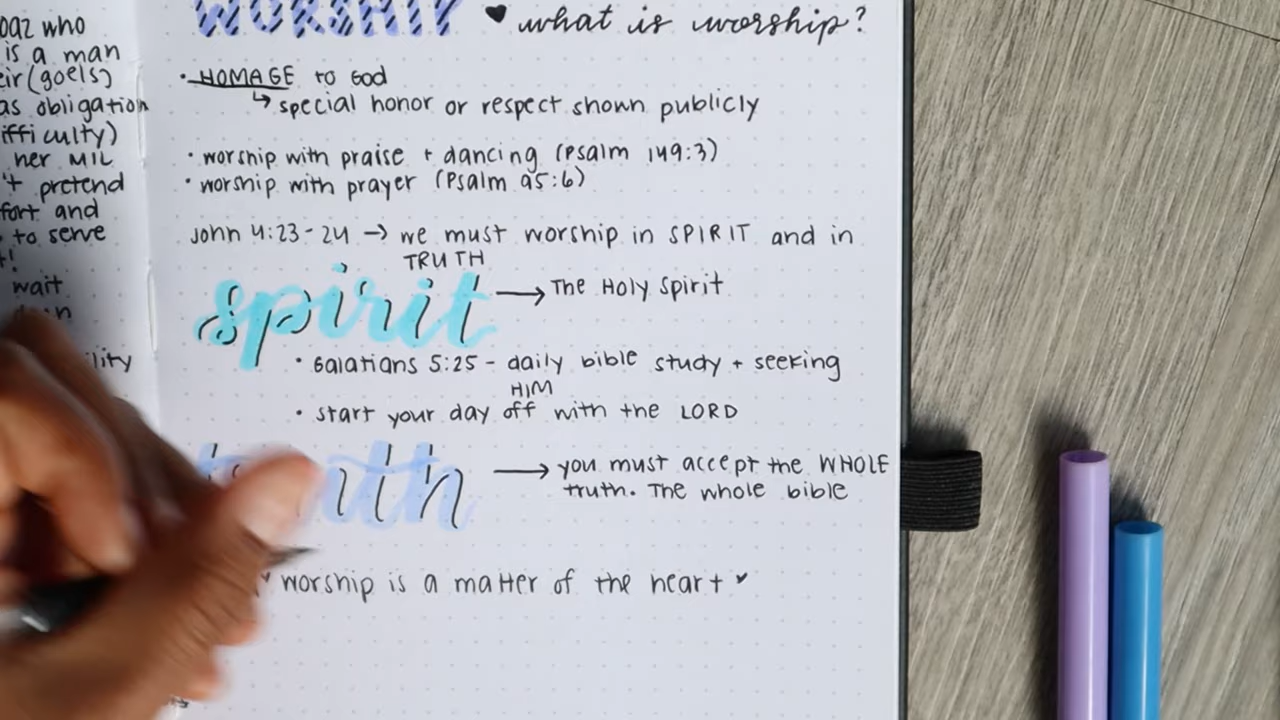 WORSHIP ♥ what is worship?
• HOMAGE to God
↳ special honor or respect shown publicly
• worship with praise + dancing (Psalm 149:3)
• worship with prayer (Psalm 95:6)
John 4:23-24 → we must worship in SPIRIT and in
TRUTH
spirit → The Holy Spirit
• Galatians 5:25 - daily bible study + seeking
HIM
• start your day off with the LORD
truth → you must accept the WHOLE
truth. The whole bible
♥ worship is a matter of the heart ♥
who
is a man
(goels)
as obligation
her MIL
pretend
and
to serve
wait